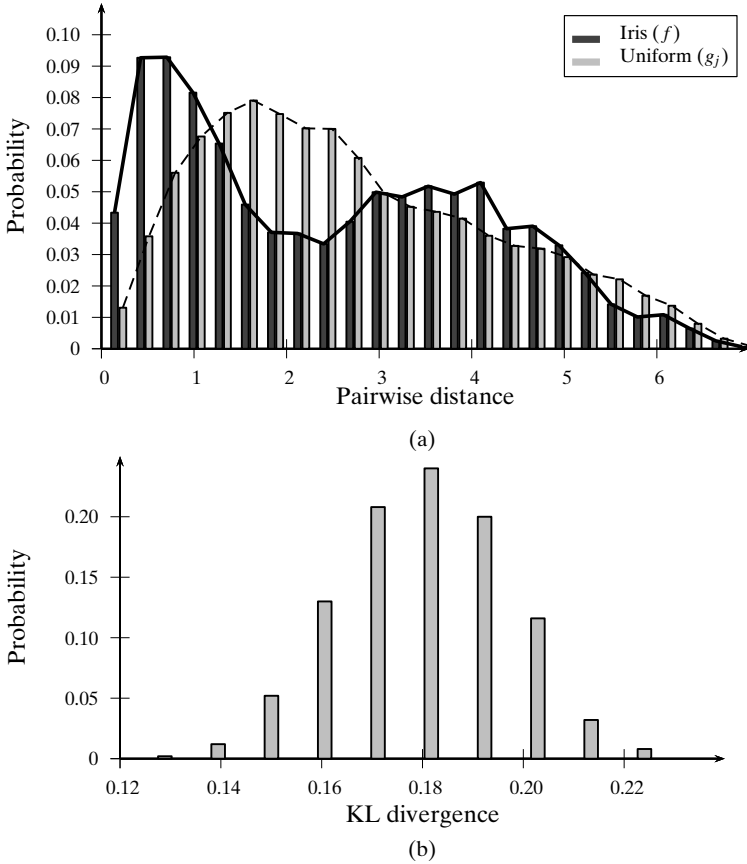 0.10
0.09
0.08
0.07
0.06
0.05
0.04
0.03
0.02
0.01
0
Probability
Iris (f)
Uniform (g_j)
0 1 2 3 4 5 6
Pairwise distance
(a)
0.20
0.15
0.10
0.05
0
Probability
0.12 0.14 0.16 0.18 0.20 0.22
KL divergence
(b)